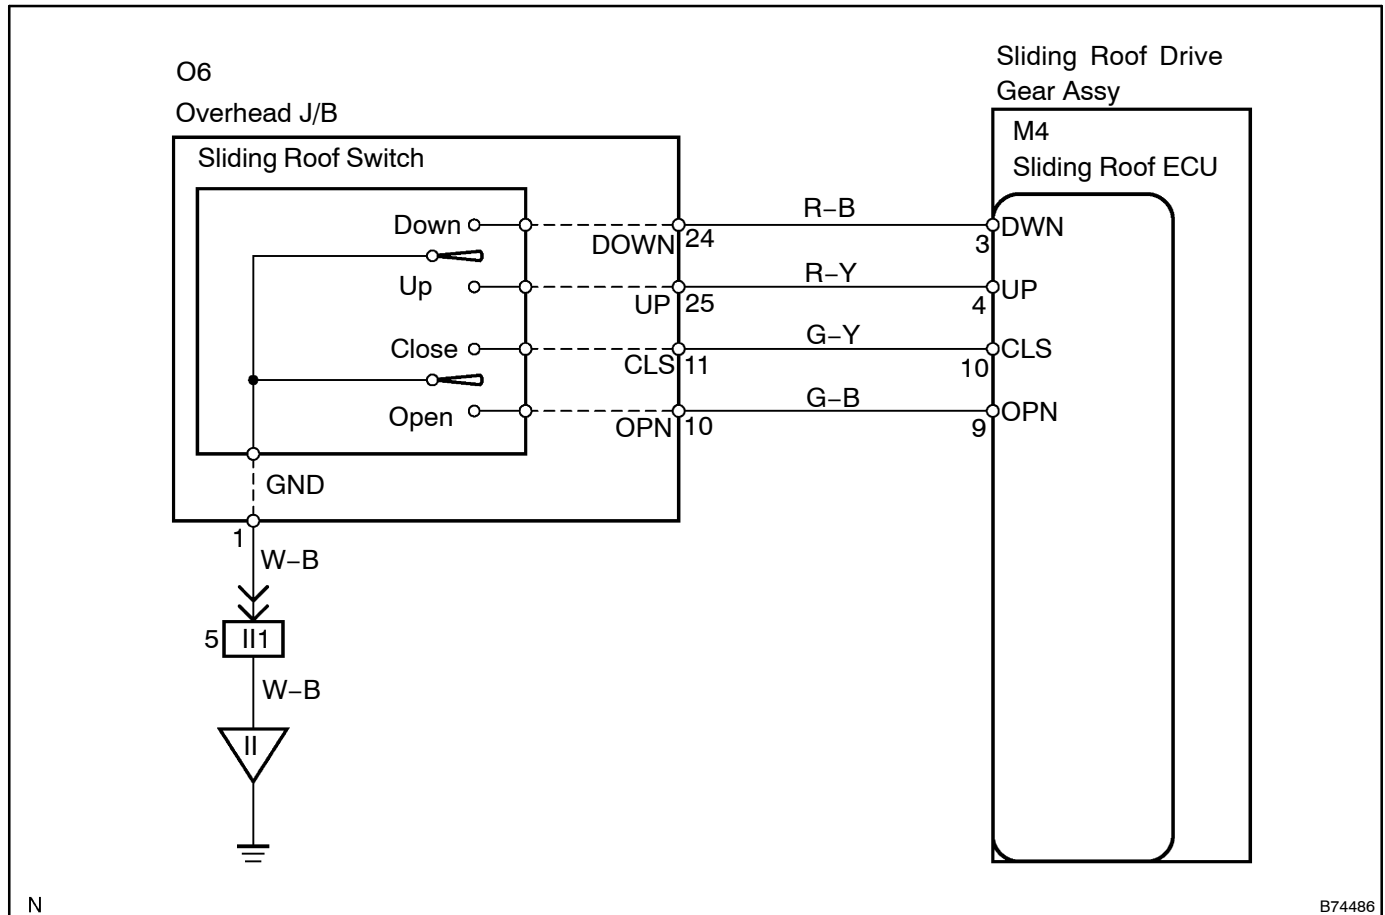 O6
Overhead J/B
Sliding Roof Switch
Sliding Roof Drive
Gear Assy
M4
Sliding Roof ECU
Down
DOWN
24
R−B
3
DWN
Up
UP
25
R−Y
4
UP
Close
CLS
11
G−Y
10
CLS
Open
OPN
10
G−B
9
OPN
GND
1
W−B
5
II1
W−B
II
N
B74486